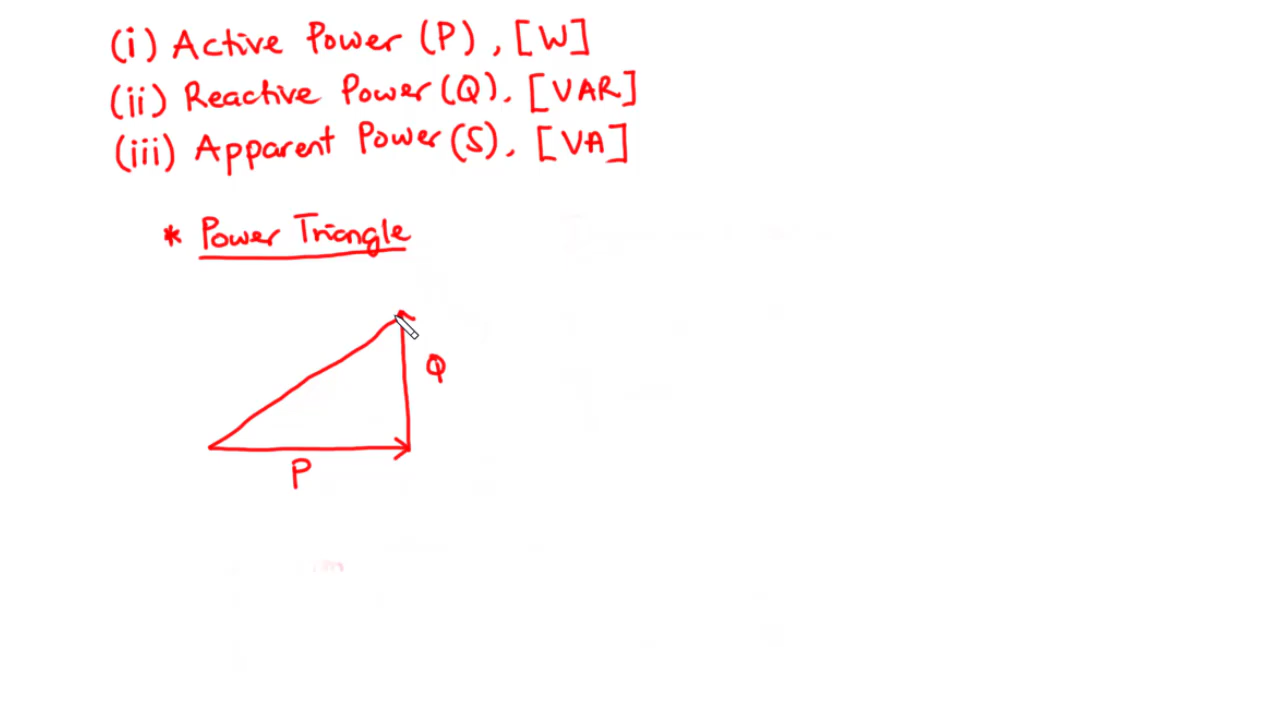 (i) Active Power (P), [W]
(ii) Reactive Power (Q). [VAR]
(iii) Apparent Power (S), [VA]
* Power Triangle
Q
P